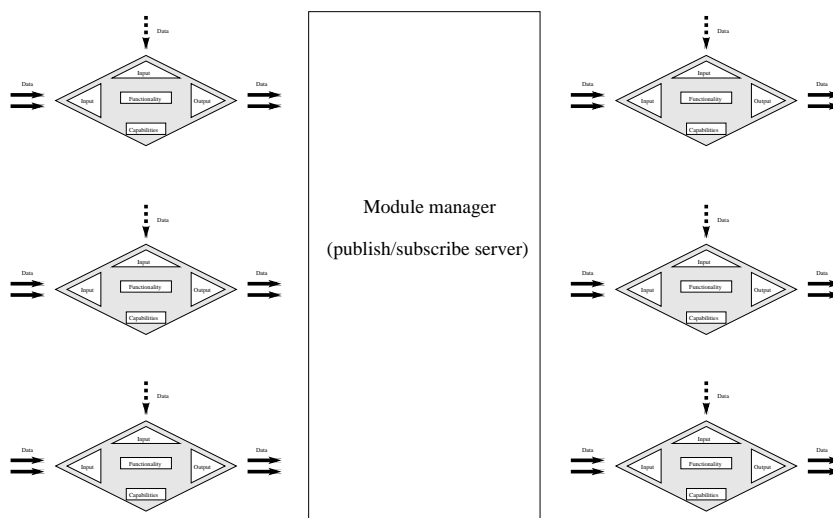 Data
Input
Data
Data
Input
Functionality
Output
Capabilities
Data
Input
Data
Data
Input
Functionality
Output
Capabilities
Data
Input
Data
Data
Input
Functionality
Output
Capabilities
Module manager
(publish/subscribe server)
Data
Input
Data
Data
Input
Functionality
Output
Capabilities
Data
Input
Data
Data
Input
Functionality
Output
Capabilities
Data
Input
Data
Data
Input
Functionality
Output
Capabilities